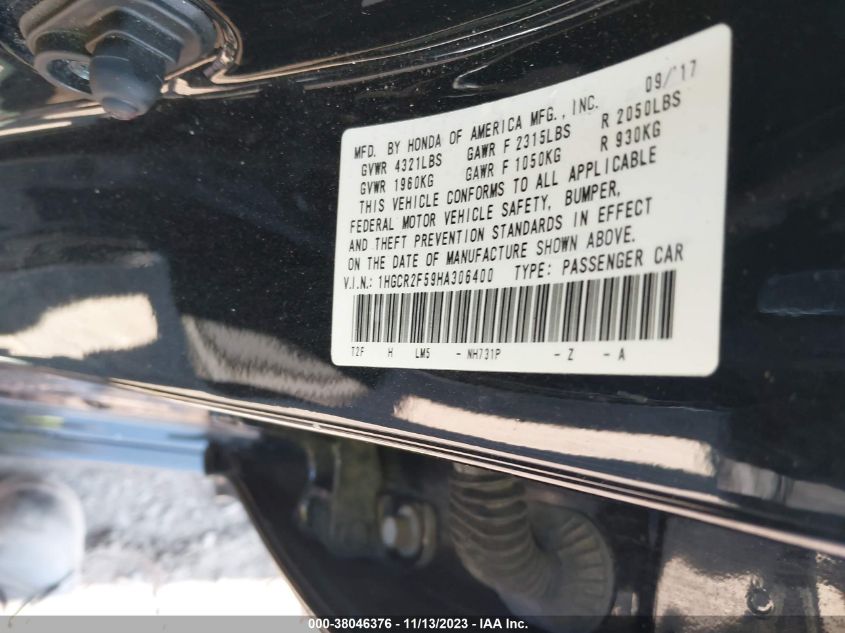 09/'17
MFD. BY HONDA OF AMERICA MFG., INC.
GVWR 4321LBS GAWR F 2315LBS R 2050LBS
GVWR 1960KG GAWR F 1050KG R 930KG
THIS VEHICLE CONFORMS TO ALL APPLICABLE
FEDERAL MOTOR VEHICLE SAFETY, BUMPER,
AND THEFT PREVENTION STANDARDS IN EFFECT
ON THE DATE OF MANUFACTURE SHOWN ABOVE.
V.I.N.: 1HGCR2F59HA306400 TYPE: PASSENGER CAR
T2F H LM5 - NH731P - Z - A
000-38046376 - 11/13/2023 - IAA Inc.